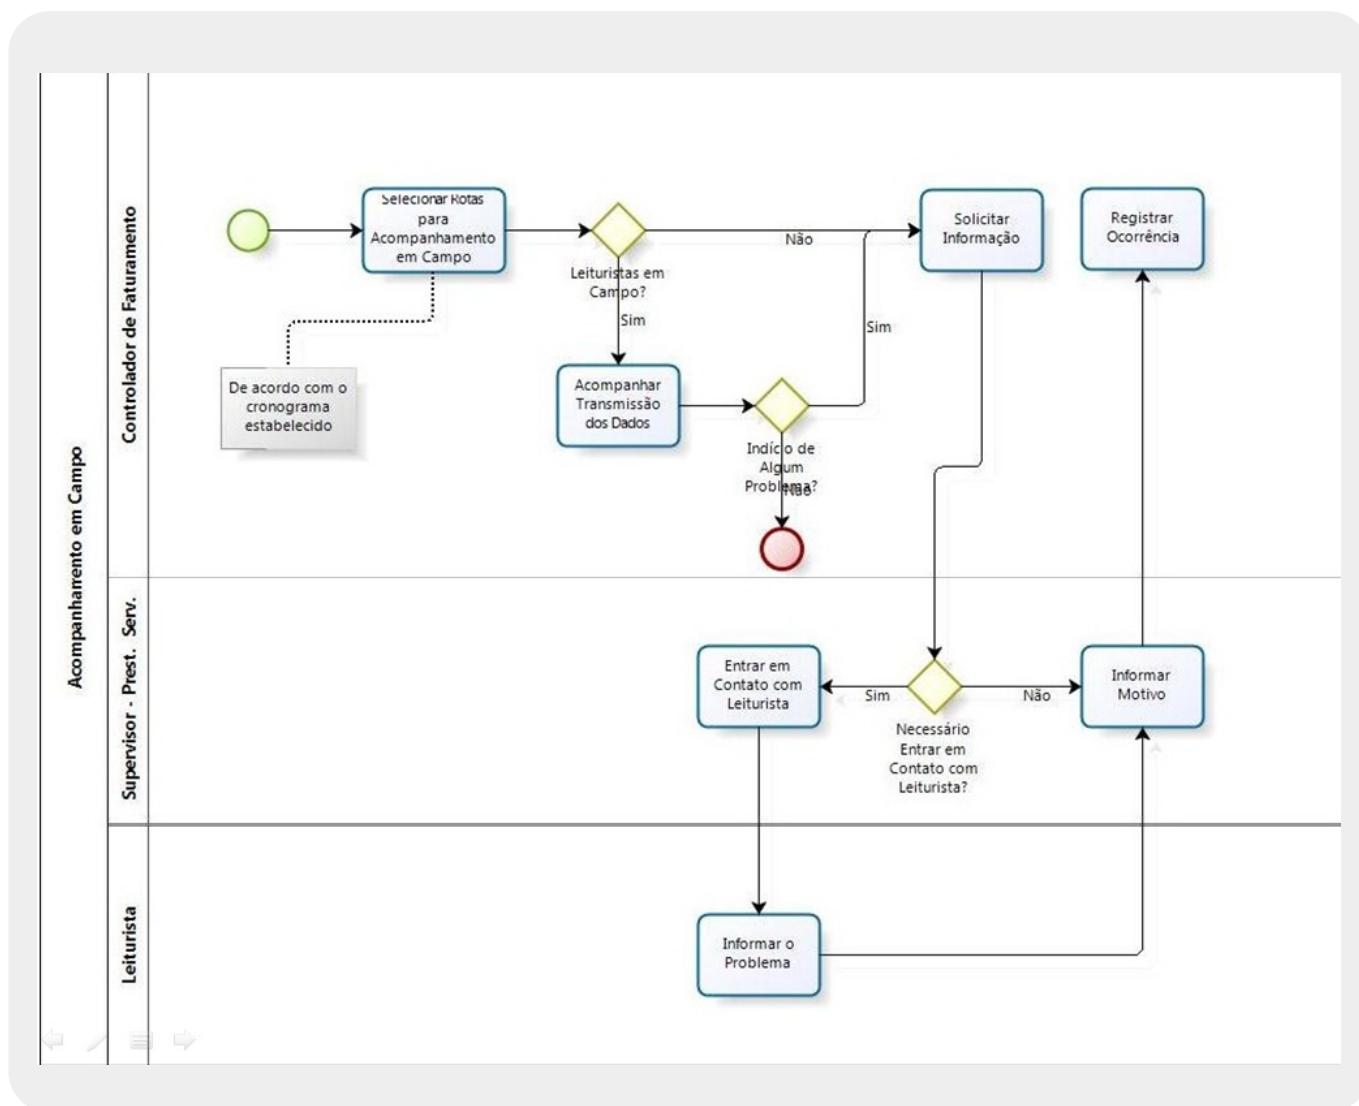 Acompanhamento em Campo
Controlador de Faturamento
Selecionar Rotas
para
Acompanhamento
em Campo
De acordo com o
cronograma
estabelecido
Leituristas em
Campo?
Não
Sim
Acompanhar
Transmissão
dos Dados
Indício de
Algum
Problema?
Não
Sim
Solicitar
Informação
Registrar
Ocorrência
Supervisor - Prest. Serv.
Entrar em
Contato com
Leiturista
Sim
Necessário
Entrar em
Contato com
Leiturista?
Não
Informar
Motivo
Leiturista
Informar o
Problema